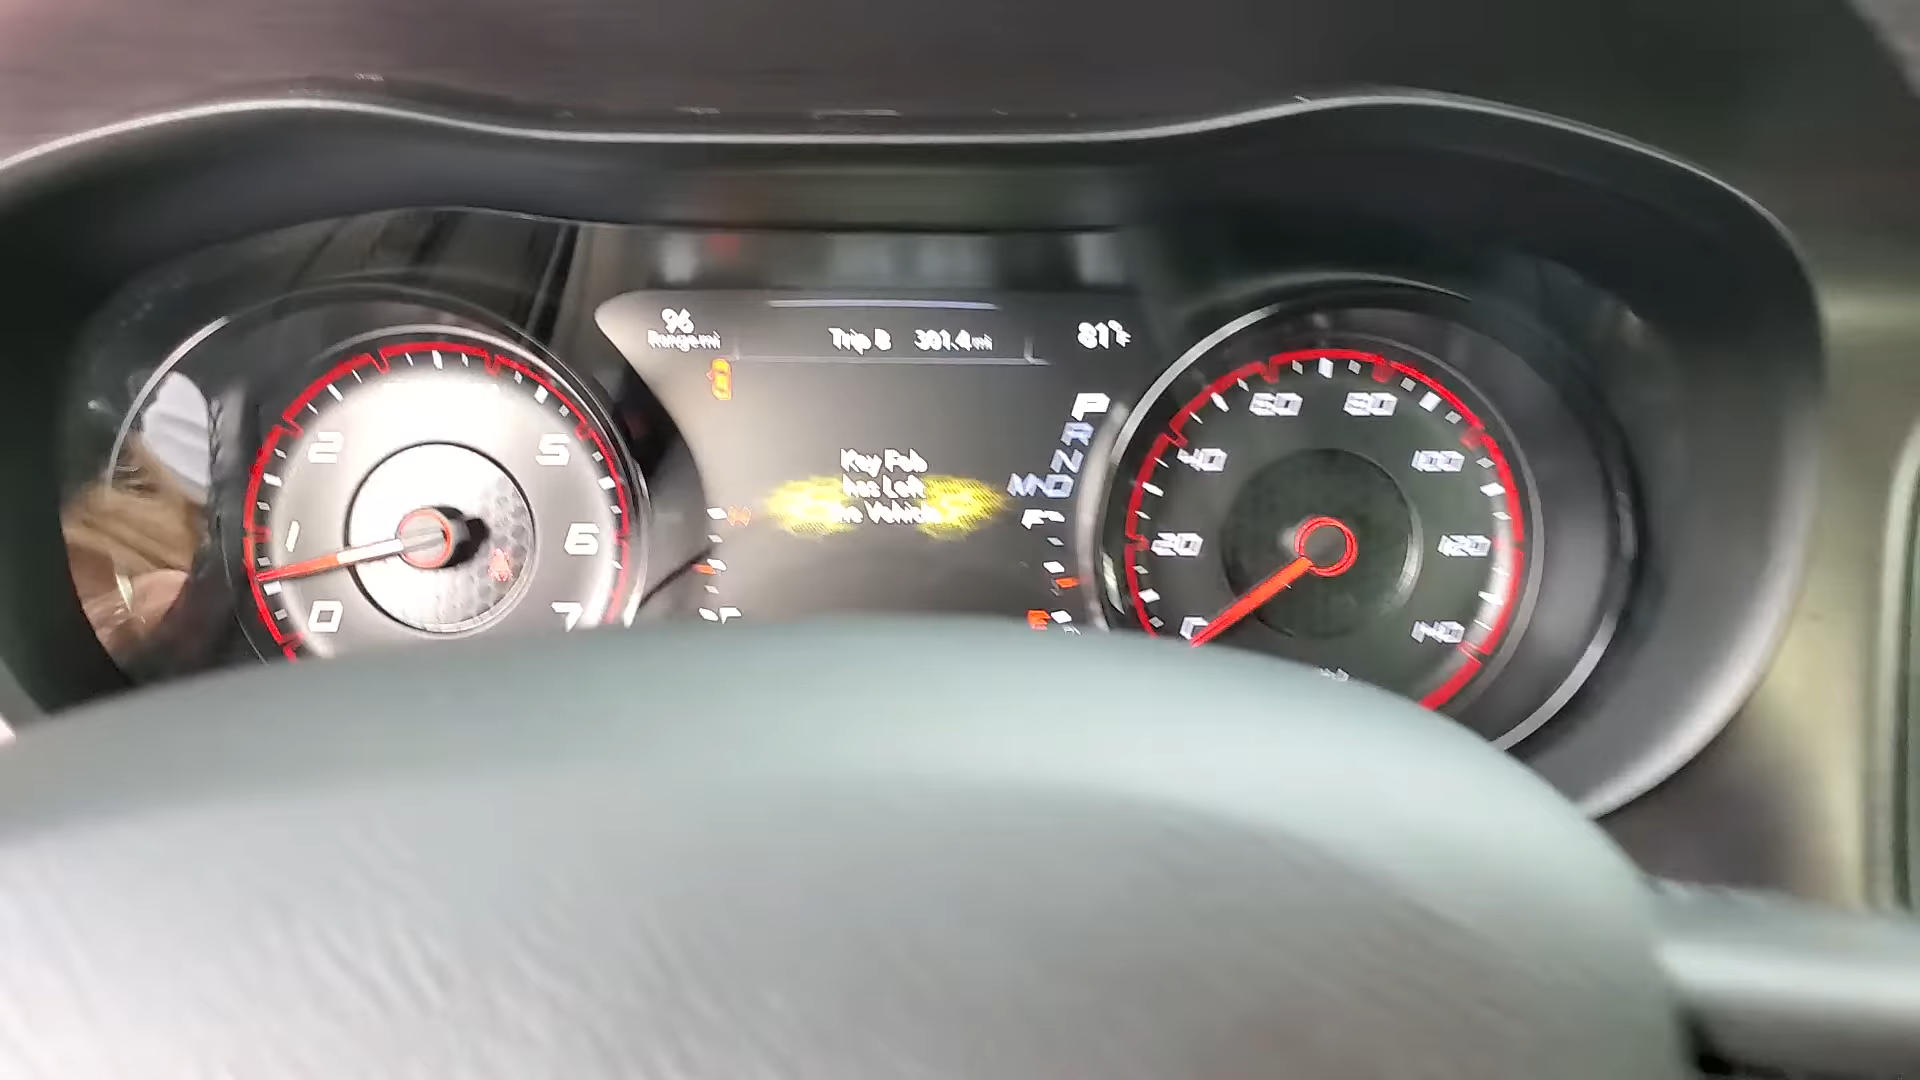 96
Range mi
Trip B 301.4 mi
81°F
P
R
N
M D
Key Fob
has Left
the Vehicle
F
E
C
H
0
1
2
5
6
7
0
20
40
60
80
100
120
140